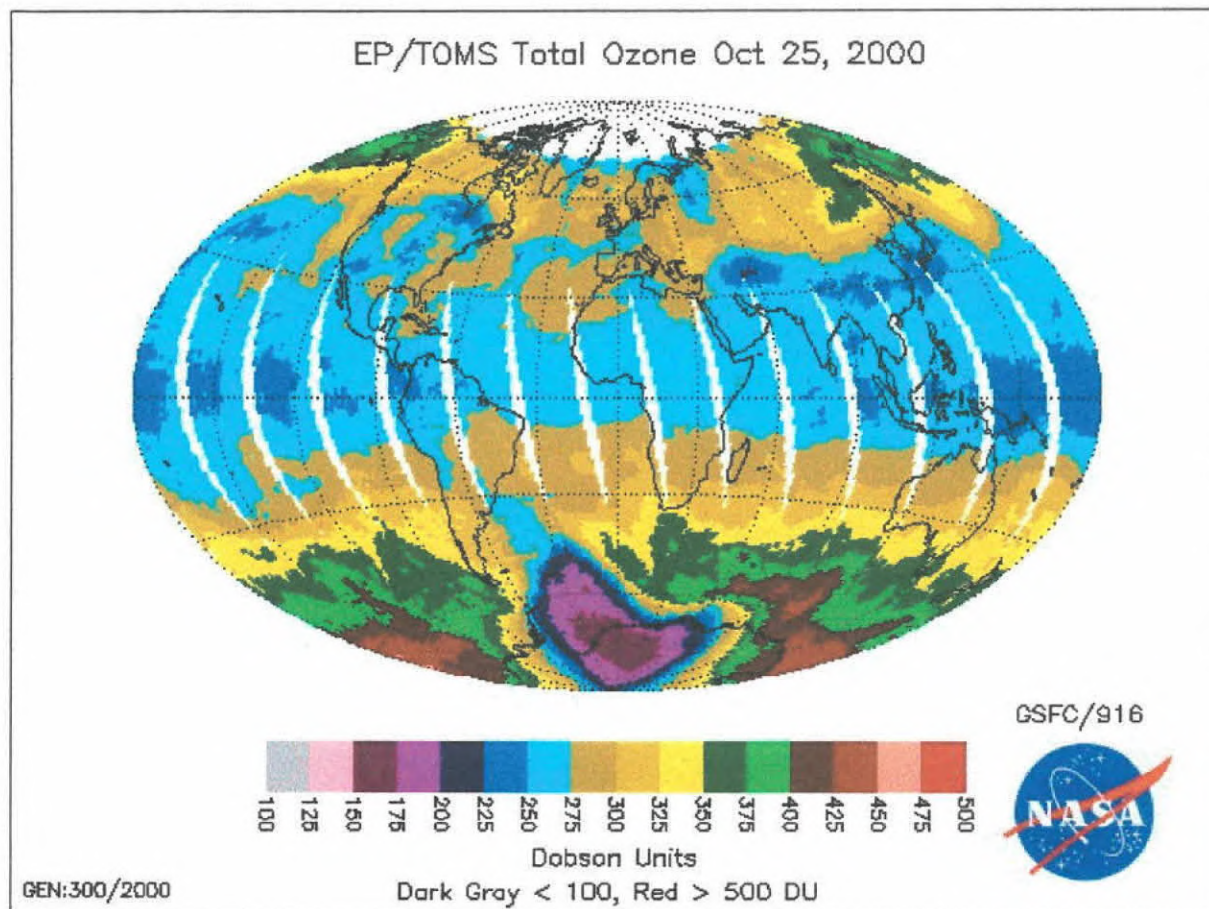 EP/TOMS Total Ozone Oct 25, 2000
GSFC/916
NASA
100 125 150 175 200 225 250 275 300 325 350 375 400 425 450 475 500
Dobson Units
GEN:300/2000
Dark Gray < 100, Red > 500 DU